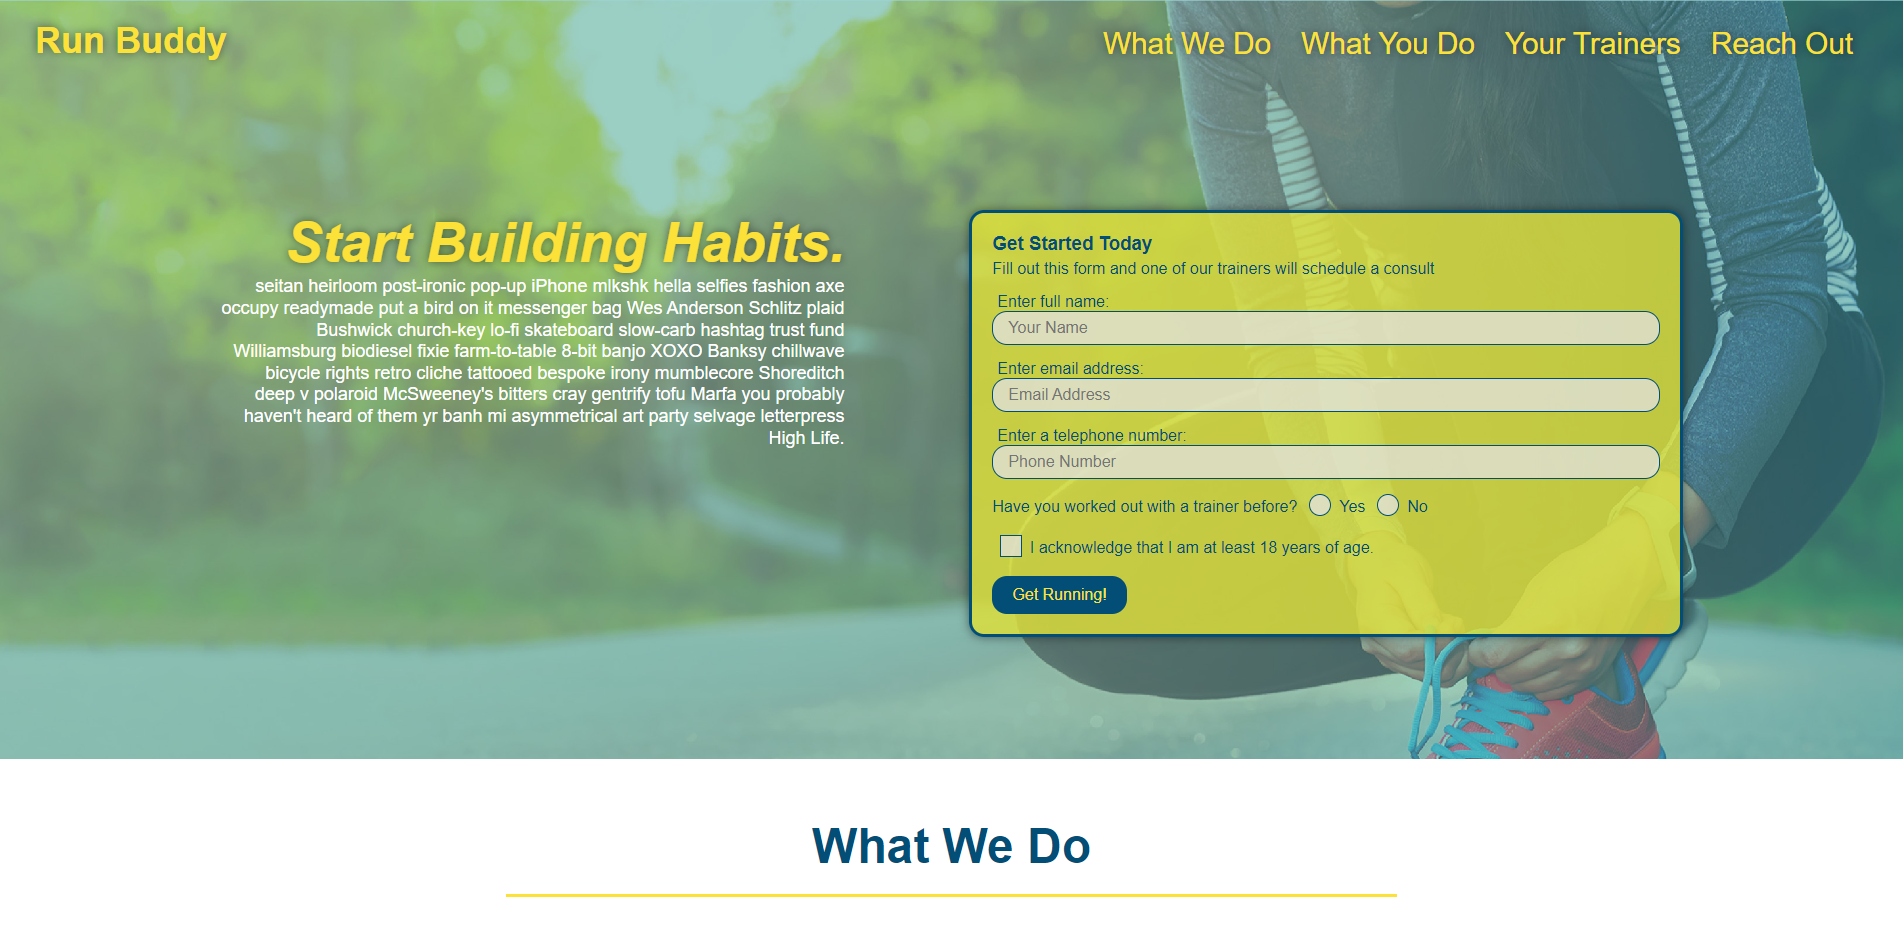 Run Buddy
What We Do What You Do Your Trainers Reach Out
Start Building Habits.
seitan heirloom post-ironic pop-up iPhone mlkshk hella selfies fashion axe
occupy readymade put a bird on it messenger bag Wes Anderson Schlitz plaid
Bushwick church-key lo-fi skateboard slow-carb hashtag trust fund
Williamsburg biodiesel fixie farm-to-table 8-bit banjo XOXO Banksy chillwave
bicycle rights retro cliche tattooed bespoke irony mumblecore Shoreditch
deep v polaroid McSweeney's bitters cray gentrify tofu Marfa you probably
haven't heard of them yr banh mi asymmetrical art party selvage letterpress
High Life.
Get Started Today
Fill out this form and one of our trainers will schedule a consult
Enter full name:
Your Name
Enter email address:
Email Address
Enter a telephone number:
Phone Number
Have you worked out with a trainer before? Yes No
I acknowledge that I am at least 18 years of age.
Get Running!
What We Do